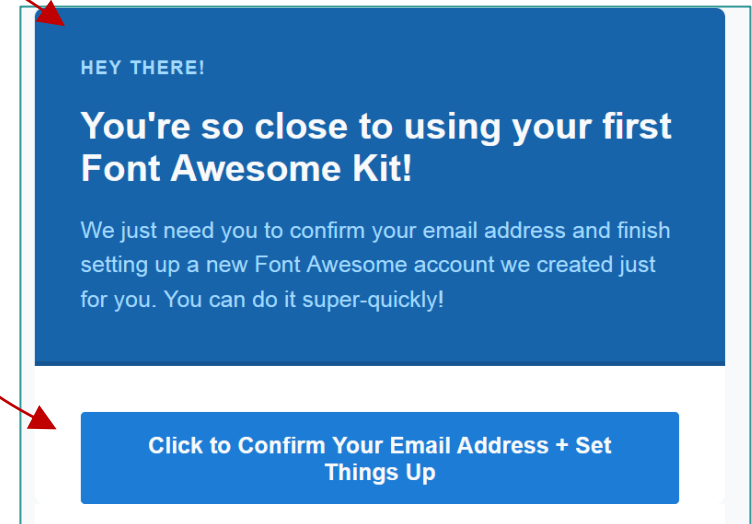 HEY THERE!
You're so close to using your first
Font Awesome Kit!
We just need you to confirm your email address and finish
setting up a new Font Awesome account we created just
for you. You can do it super-quickly!
Click to Confirm Your Email Address + Set
Things Up